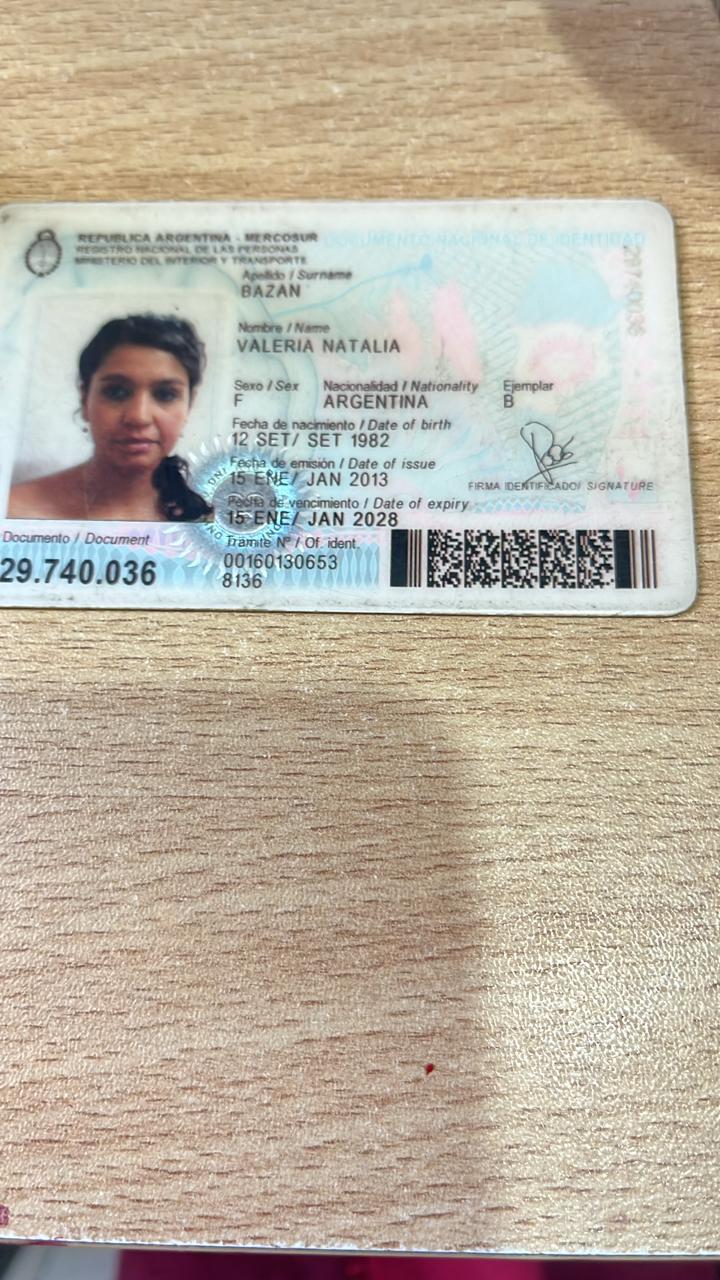 REPUBLICA ARGENTINA - MERCOSUR
REGISTRO NACIONAL DE LAS PERSONAS
MINISTERIO DEL INTERIOR Y TRANSPORTE
DOCUMENTO NACIONAL DE IDENTIDAD
Apellido / Surname
BAZAN
Nombre / Name
VALERIA NATALIA
Sexo / Sex Nacionalidad / Nationality Ejemplar
F ARGENTINA B
Fecha de nacimiento / Date of birth
12 SET/ SET 1982
Fecha de emisión / Date of issue
15 ENE/ JAN 2013
FIRMA IDENTIFICADO/ SIGNATURE
Fecha de vencimiento / Date of expiry
15 ENE/ JAN 2028
Documento / Document
29.740.036
Trámite Nº / Of. ident.
00160130653
8136
29740036